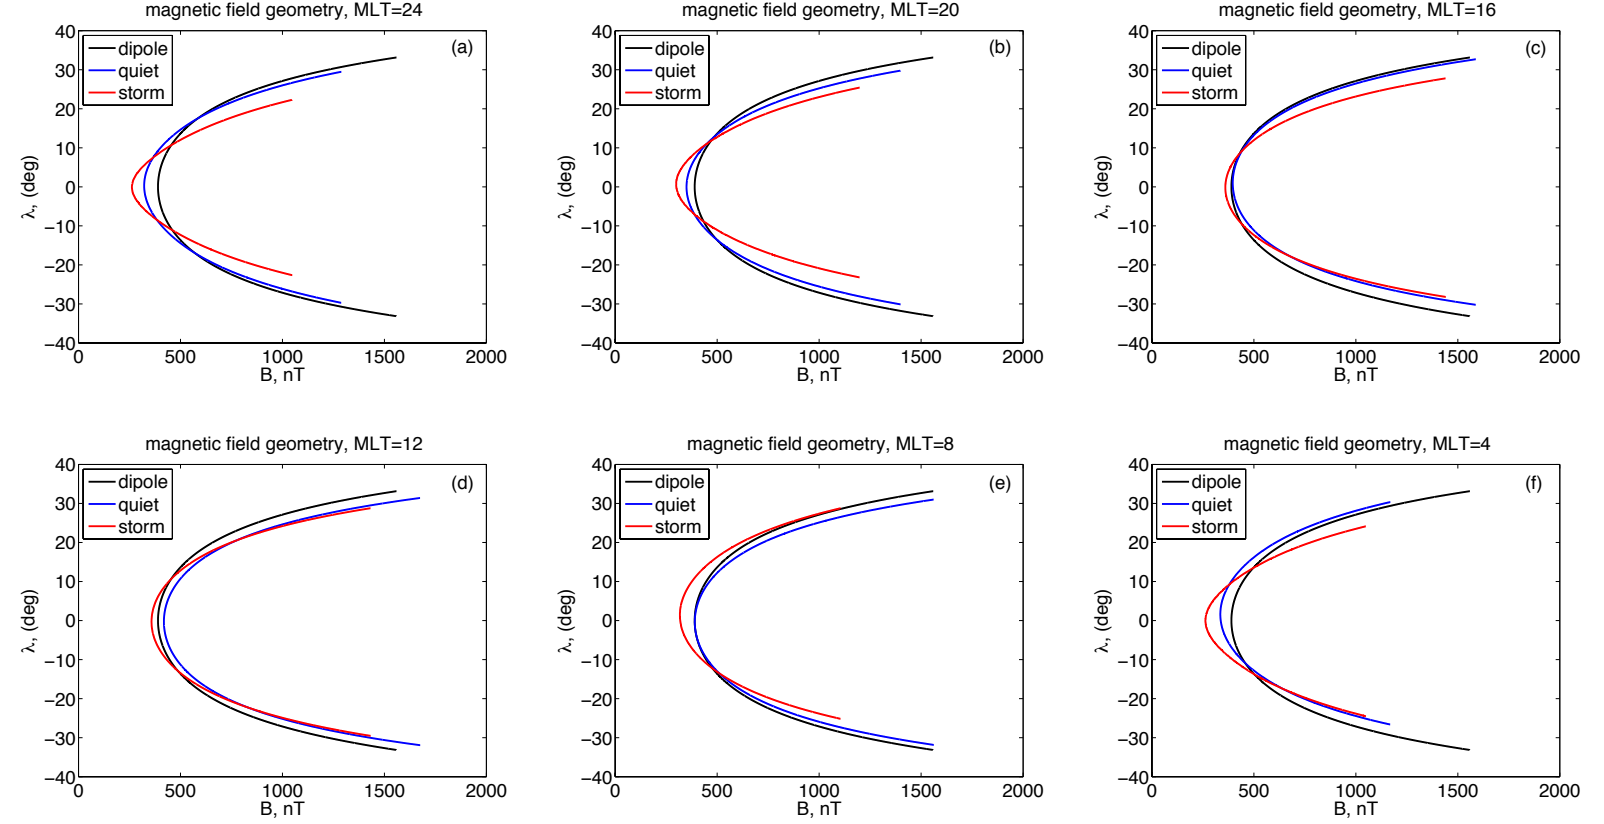 magnetic field geometry, MLT=24
(a)
dipole
quiet
storm
40
30
20
10
0
−10
−20
−30
−40
λ, (deg)
0 500 1000 1500 2000
B, nT
magnetic field geometry, MLT=20
(b)
dipole
quiet
storm
40
30
20
10
0
−10
−20
−30
−40
λ, (deg)
0 500 1000 1500 2000
B, nT
magnetic field geometry, MLT=16
(c)
dipole
quiet
storm
40
30
20
10
0
−10
−20
−30
−40
λ, (deg)
0 500 1000 1500 2000
B, nT
magnetic field geometry, MLT=12
(d)
dipole
quiet
storm
40
30
20
10
0
−10
−20
−30
−40
λ, (deg)
0 500 1000 1500 2000
B, nT
magnetic field geometry, MLT=8
(e)
dipole
quiet
storm
40
30
20
10
0
−10
−20
−30
−40
λ, (deg)
0 500 1000 1500 2000
B, nT
magnetic field geometry, MLT=4
(f)
dipole
quiet
storm
40
30
20
10
0
−10
−20
−30
−40
λ, (deg)
0 500 1000 1500 2000
B, nT